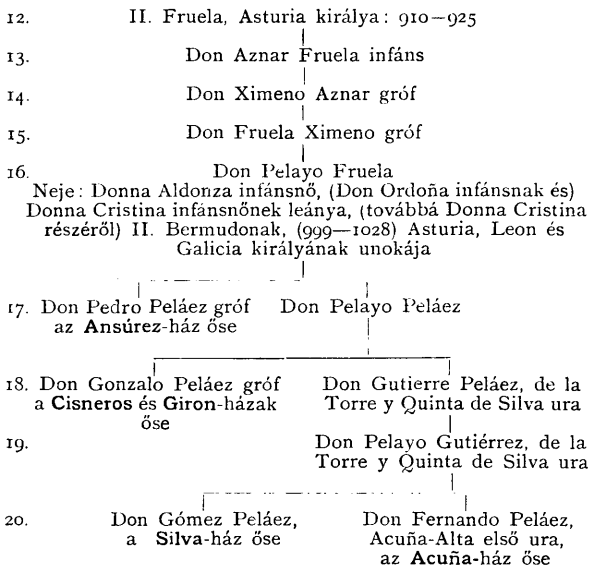 12. II. Fruela, Asturia királya: 910—925
13. Don Aznar Fruela infáns
14. Don Ximeno Aznar gróf
15. Don Fruela Ximeno gróf
16. Don Pelayo Fruela
Neje: Donna Aldonza infánsnő, (Don Ordoña infánsnak és)
Donna Cristina infánsnőnek leánya, (továbbá Donna Cristina
részéről) II. Bermudonak, (999—1028) Asturia, Leon és
Galicia királyának unokája
17. Don Pedro Peláez gróf Don Pelayo Peláez
az Ansúrez-ház őse
18. Don Gonzalo Peláez gróf Don Gutierre Peláez, de la
a Cisneros és Giron-házak Torre y Quinta de Silva ura
őse
19. Don Pelayo Gutiérrez, de la
Torre y Quinta de Silva ura
20. Don Gómez Peláez, Don Fernando Peláez,
a Silva-ház őse Acuña-Alta első ura,
az Acuña-ház őse